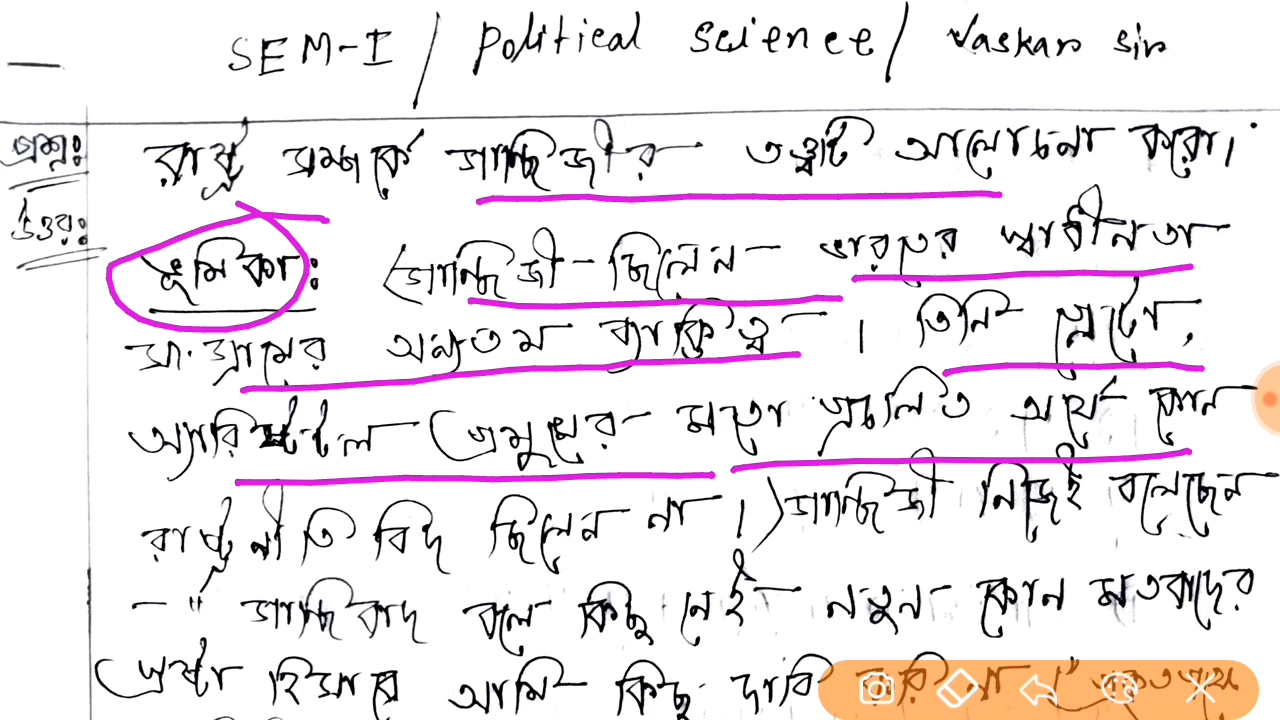 SEM-I / Political Science / Vaskar sir
প্রশ্ন: রাষ্ট্র সম্পর্কে গান্ধিজীর তত্ত্বটি আলোচনা করো।
উত্তর:
ভূমিকা: গান্ধিজী ছিলেন ভারতের স্বাধীনতা
সংগ্রামের অন্যতম ব্যাক্তিত্ব । তিনি প্লেটো,
অ্যারিস্টটল প্রমুখের মতো প্রচলিত অর্থে কোন
রাষ্ট্রনীতিবিদ ছিলেন না । গান্ধিজী নিজেই বলেছেন
– " গান্ধিবাদ বলে কিছু নেই নতুন কোন মতবাদের
স্রষ্টা হিসাবে আমি কিছু দাবি করি না